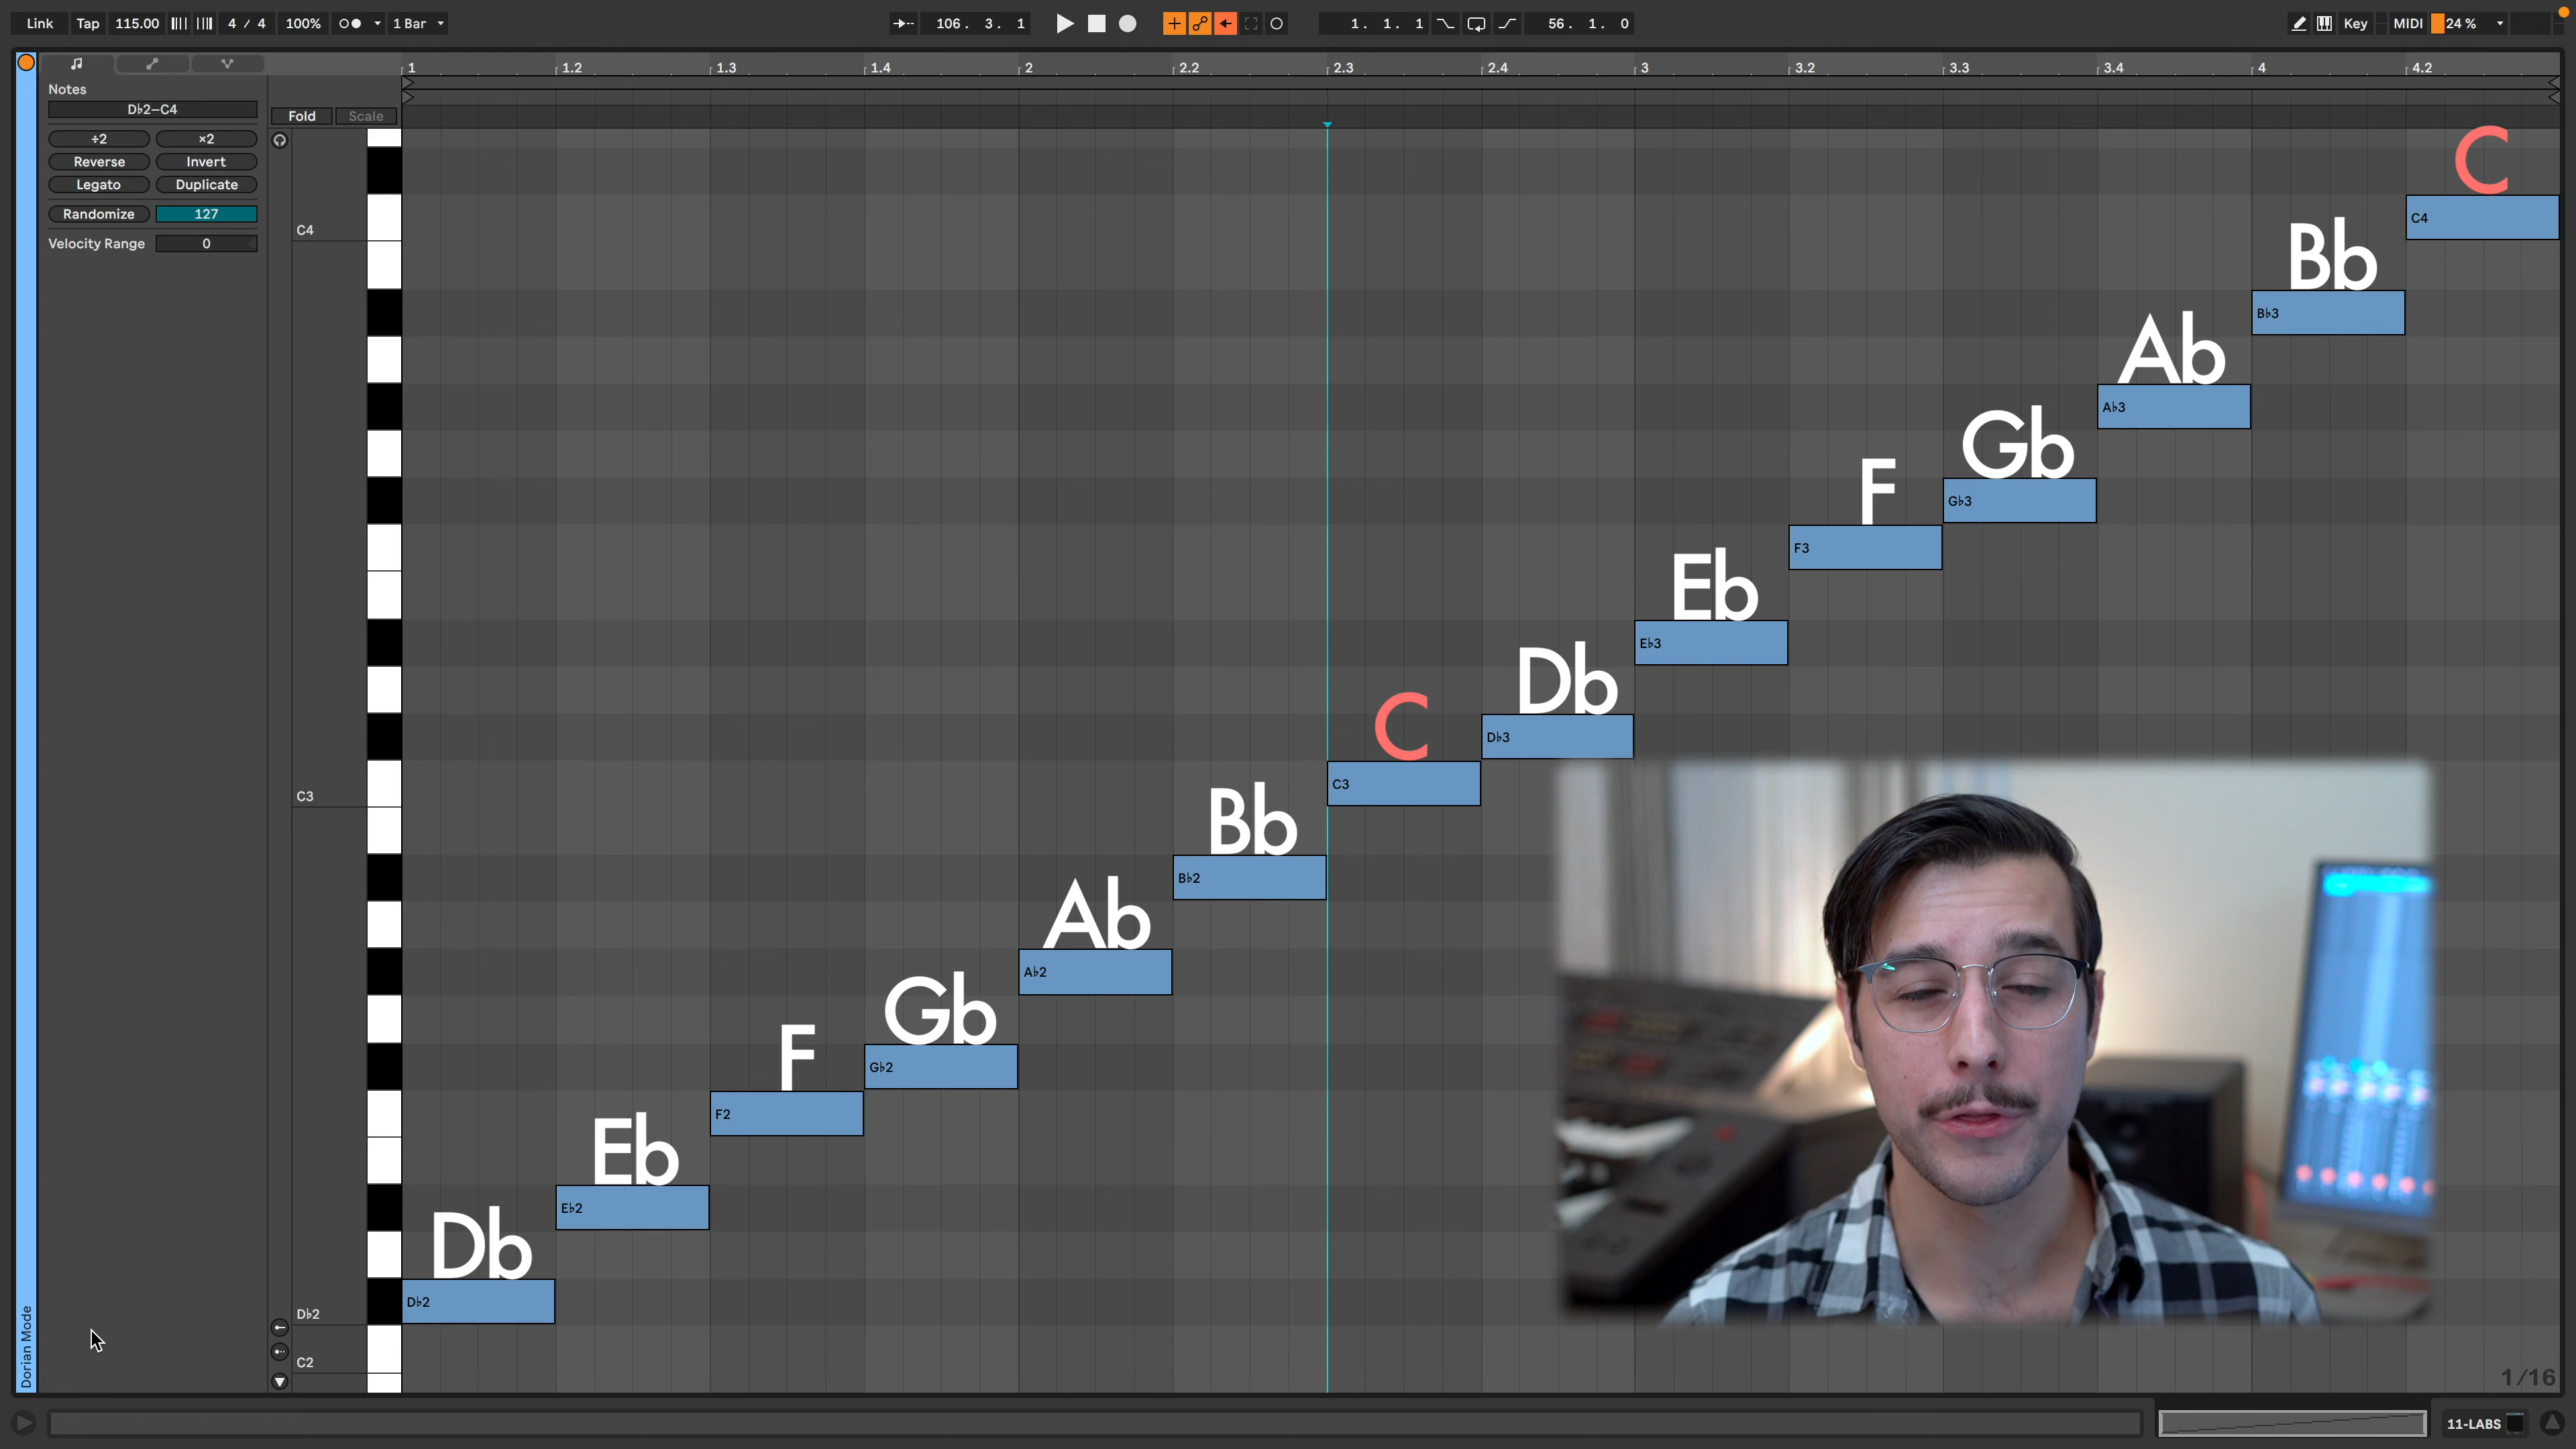 Link Tap 115.00 4 / 4 100% 1 Bar 106. 3. 1 1. 1. 1 56. 1. 0 Key MIDI 24 %
1 1.2 1.3 1.4 2 2.2 2.3 2.4 3 3.2 3.3 3.4 4 4.2
Notes
D♭2–C4
Fold Scale
÷2 ×2
Reverse Invert
Legato Duplicate
Randomize 127
Velocity Range 0
C4
C3
D♭2
C2
C
C4
Bb
B♭3
Ab
A♭3
Gb
G♭3
F
F3
Eb
E♭3
Db
D♭3
C
C3
Bb
B♭2
Ab
A♭2
Gb
G♭2
F
F2
Eb
E♭2
Db
D♭2
Dorian Mode
1/16
11-LABS